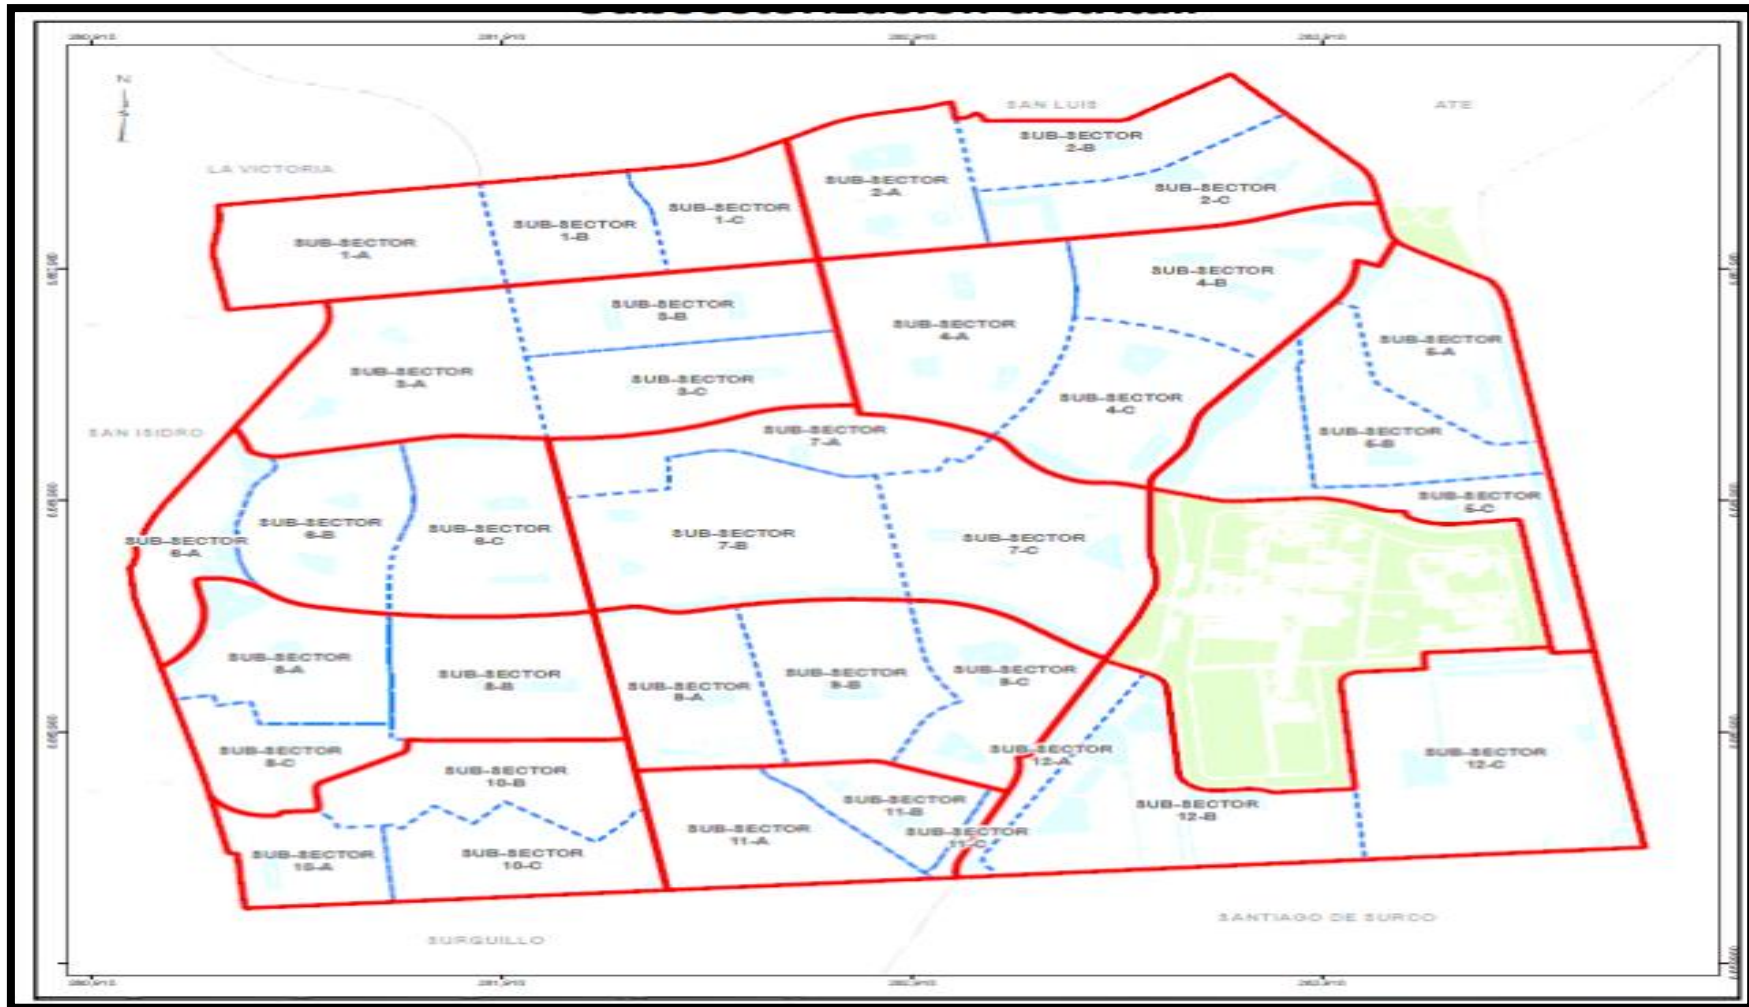 Subsectorización distrital.
N
SAN LUIS
ATE
LA VICTORIA
SUB-SECTOR
2-B
SUB-SECTOR
2-A
SUB-SECTOR
2-C
SUB-SECTOR
1-C
SUB-SECTOR
1-B
SUB-SECTOR
1-A
SUB-SECTOR
4-B
SUB-SECTOR
3-B
SUB-SECTOR
4-A
SUB-SECTOR
5-A
SUB-SECTOR
3-A
SUB-SECTOR
3-C
SUB-SECTOR
4-C
SAN ISIDRO
SUB-SECTOR
7-A
SUB-SECTOR
5-B
SUB-SECTOR
5-C
SUB-SECTOR
6-A
SUB-SECTOR
6-B
SUB-SECTOR
6-C
SUB-SECTOR
7-B
SUB-SECTOR
7-C
SUB-SECTOR
8-A
SUB-SECTOR
8-B
SUB-SECTOR
9-A
SUB-SECTOR
9-B
SUB-SECTOR
9-C
SUB-SECTOR
8-C
SUB-SECTOR
10-B
SUB-SECTOR
12-A
SUB-SECTOR
12-C
SUB-SECTOR
11-B
SUB-SECTOR
12-B
SUB-SECTOR
11-A
SUB-SECTOR
11-C
SUB-SECTOR
10-A
SUB-SECTOR
10-C
SURQUILLO
SANTIAGO DE SURCO